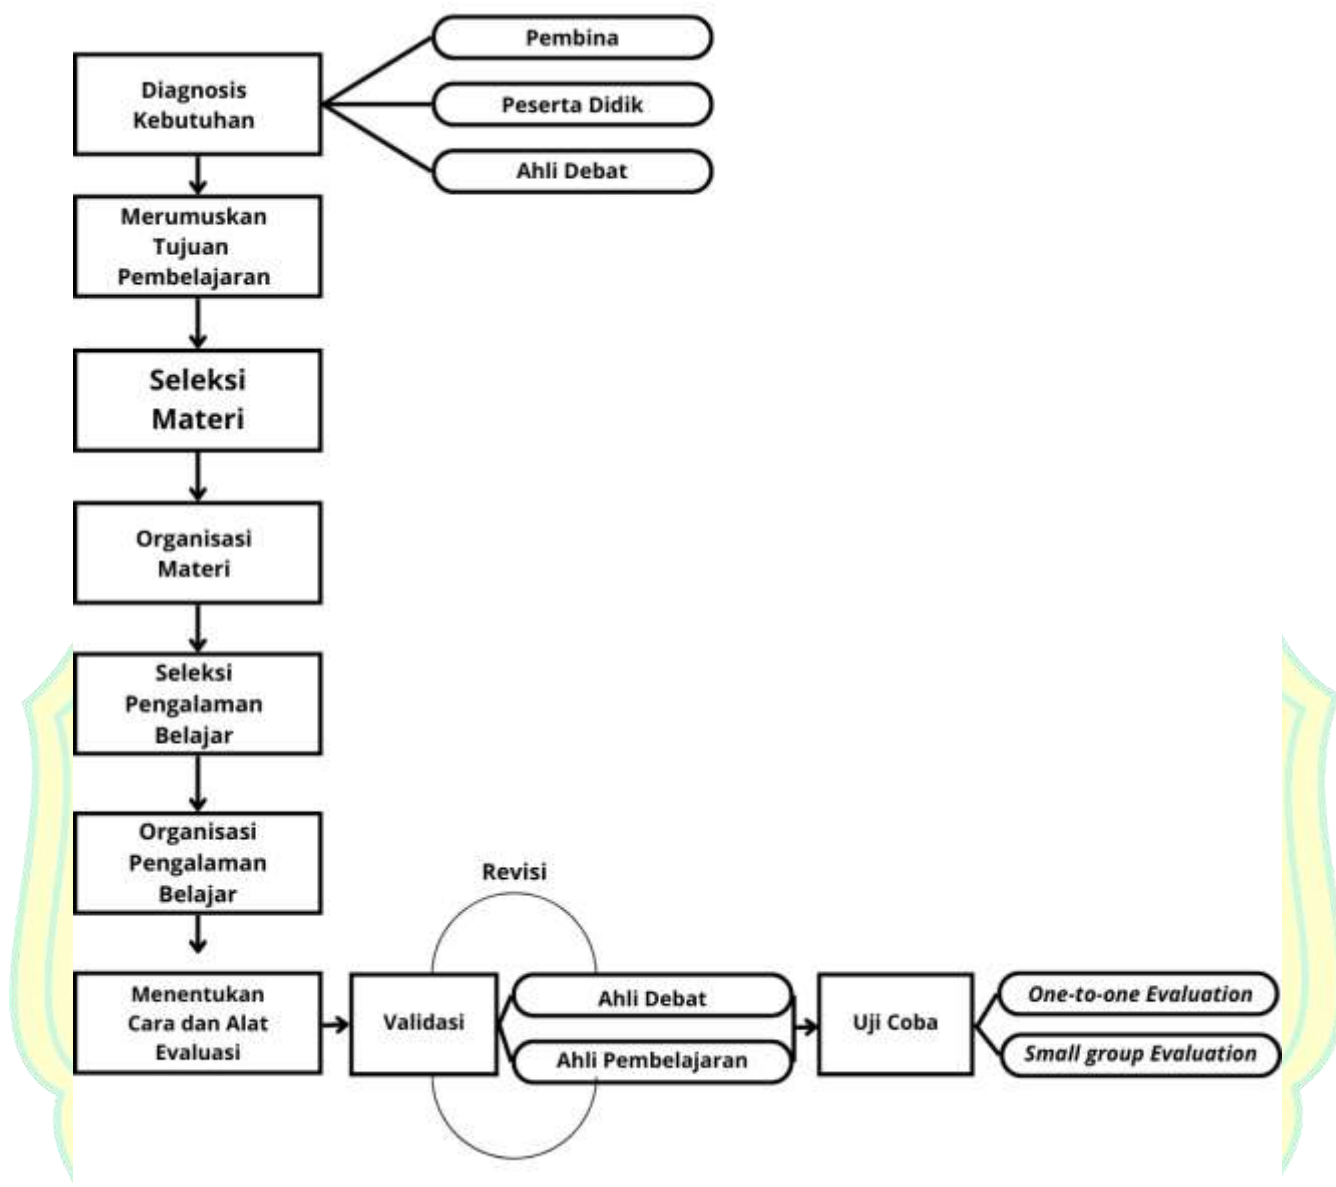 Pembina
Diagnosis
Kebutuhan
Peserta Didik
Ahli Debat
Merumuskan
Tujuan
Pembelajaran
Seleksi
Materi
Organisasi
Materi
Seleksi
Pengalaman
Belajar
Organisasi
Pengalaman
Belajar
Revisi
Menentukan
Cara dan Alat
Evaluasi
Validasi
Ahli Debat
Ahli Pembelajaran
Uji Coba
One-to-one Evaluation
Small group Evaluation